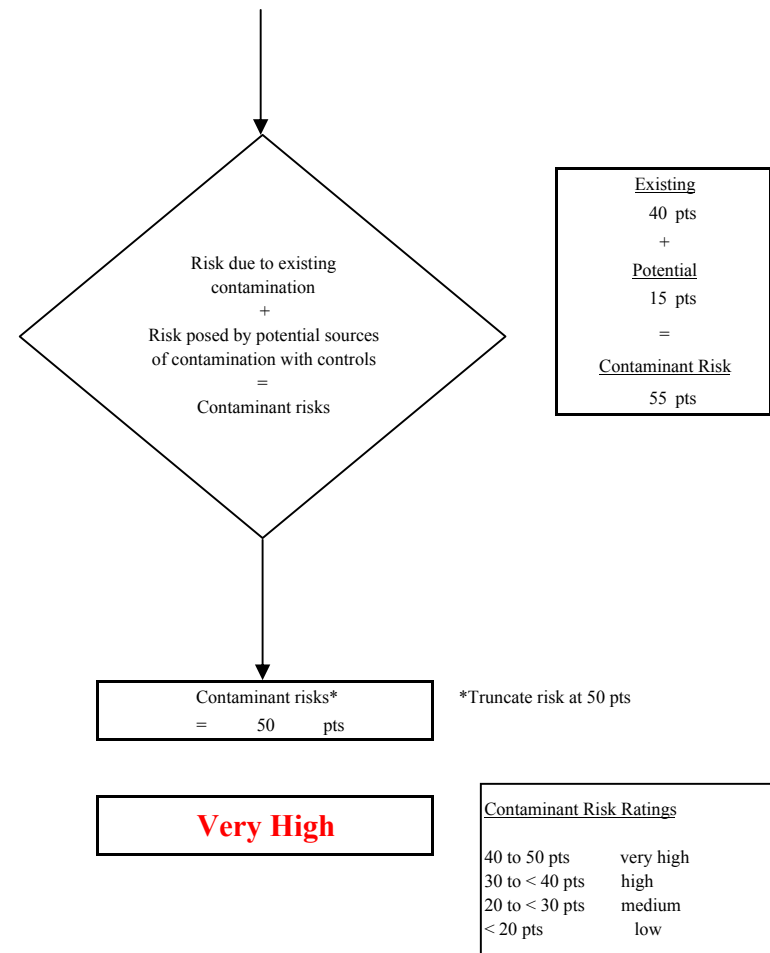 Risk due to existing
contamination
+
Risk posed by potential sources
of contamination with controls
=
Contaminant risks
Existing
40 pts
+
Potential
15 pts
=
Contaminant Risk
55 pts
Contaminant risks*
= 50 pts
*Truncate risk at 50 pts
Very High
Contaminant Risk Ratings
40 to 50 pts very high
30 to < 40 pts high
20 to < 30 pts medium
< 20 pts low